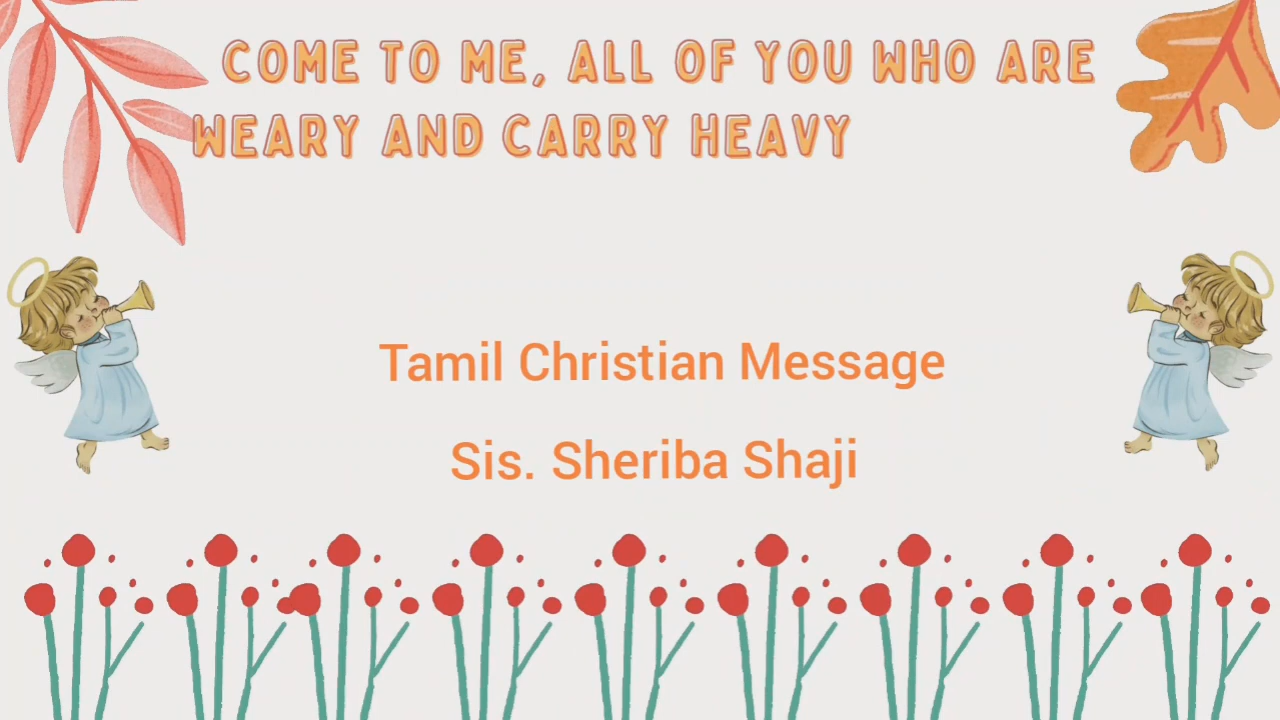 COME TO ME, ALL OF YOU WHO ARE
WEARY AND CARRY HEAVY
Tamil Christian Message
Sis. Sheriba Shaji